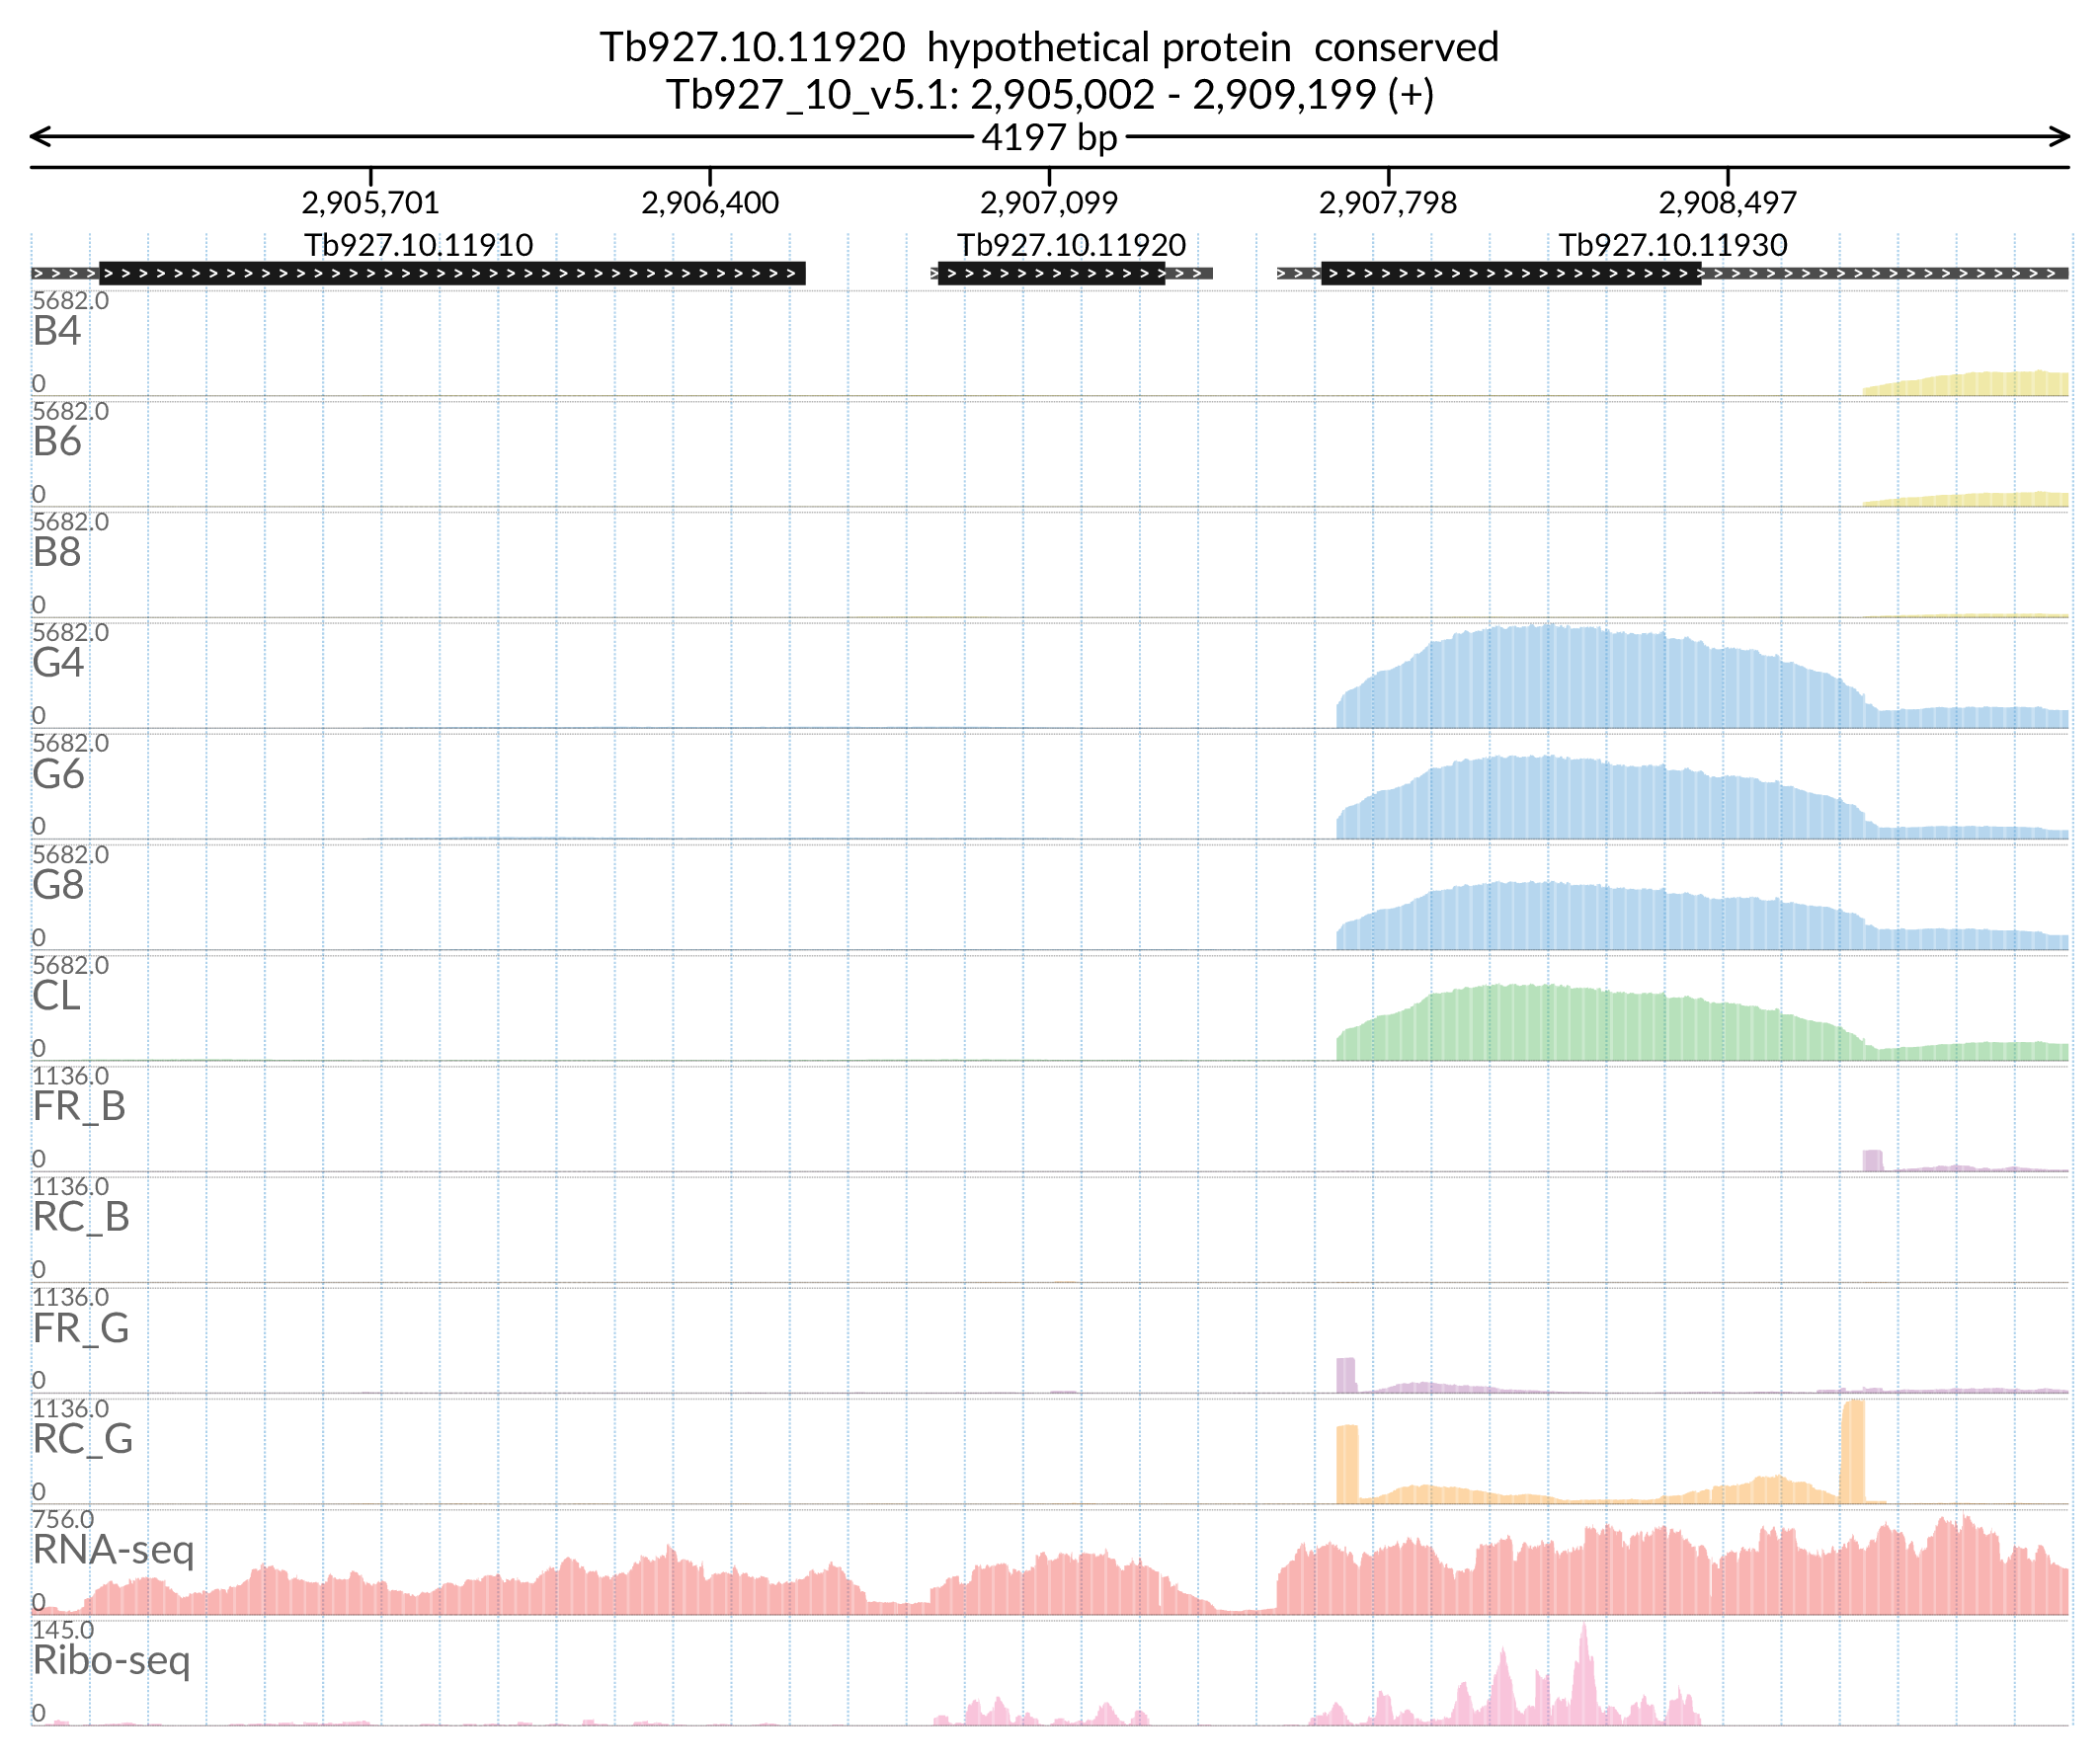 Tb927.10.11920 hypothetical protein conserved
Tb927_10_v5.1: 2,905,002 - 2,909,199 (+)
4197 bp
2,905,701 2,906,400 2,907,099 2,907,798 2,908,497
Tb927.10.11910 Tb927.10.11920 Tb927.10.11930
5682.0
B4
0
5682.0
B6
0
5682.0
B8
0
5682.0
G4
0
5682.0
G6
0
5682.0
G8
0
5682.0
CL
0
1136.0
FR_B
0
1136.0
RC_B
0
1136.0
FR_G
0
1136.0
RC_G
0
756.0
RNA-seq
0
145.0
Ribo-seq
0